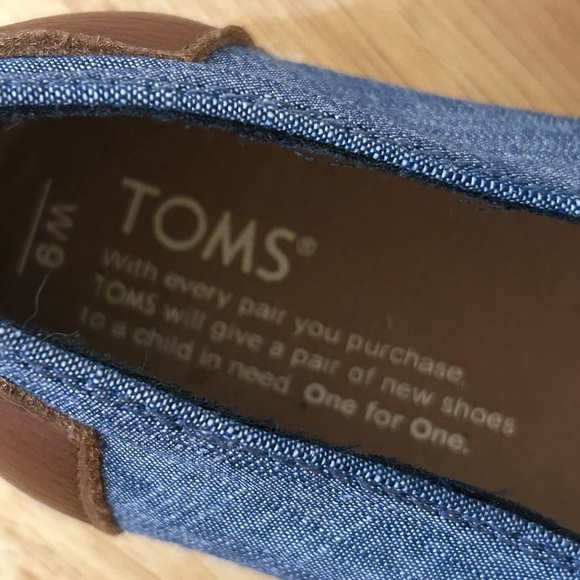 W9
TOMS®
With every pair you purchase,
TOMS will give a pair of new shoes
to a child in need. One for One.